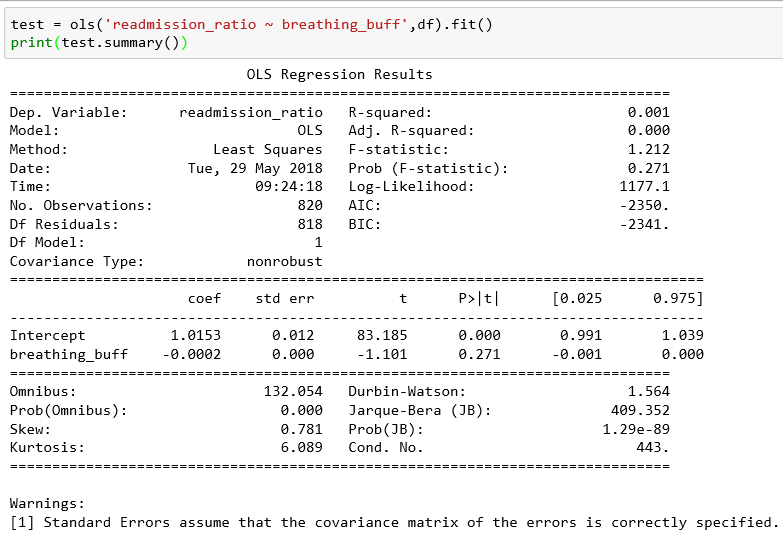 test = ols('readmission_ratio ~ breathing_buff',df).fit()
print(test.summary())
                            OLS Regression Results
==============================================================================
Dep. Variable:      readmission_ratio   R-squared:                       0.001
Model:                            OLS   Adj. R-squared:                  0.000
Method:                 Least Squares   F-statistic:                     1.212
Date:                Tue, 29 May 2018   Prob (F-statistic):              0.271
Time:                        09:24:18   Log-Likelihood:                 1177.1
No. Observations:                 820   AIC:                            -2350.
Df Residuals:                     818   BIC:                            -2341.
Df Model:                           1
Covariance Type:            nonrobust
==================================================================================
                     coef    std err          t      P>|t|      [0.025      0.975]
----------------------------------------------------------------------------------
Intercept          1.0153      0.012     83.185      0.000       0.991       1.039
breathing_buff    -0.0002      0.000     -1.101      0.271      -0.001       0.000
==============================================================================
Omnibus:                      132.054   Durbin-Watson:                   1.564
Prob(Omnibus):                  0.000   Jarque-Bera (JB):              409.352
Skew:                           0.781   Prob(JB):                     1.29e-89
Kurtosis:                       6.089   Cond. No.                         443.
==============================================================================
Warnings:
[1] Standard Errors assume that the covariance matrix of the errors is correctly specified.